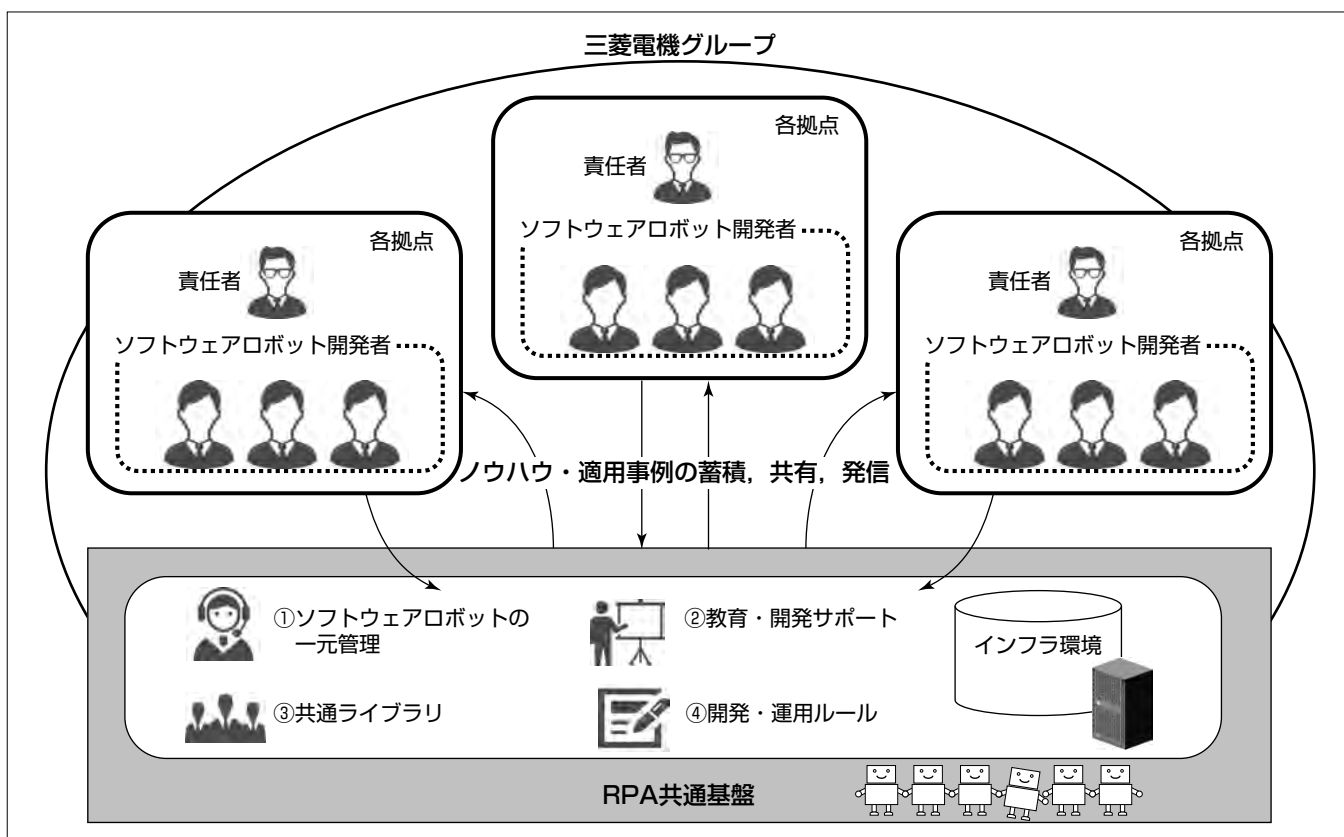 三菱電機グループ
各拠点
責任者
ソフトウェアロボット開発者
各拠点
責任者
ソフトウェアロボット開発者
各拠点
責任者
ソフトウェアロボット開発者
ノウハウ・適用事例の蓄積，共有，発信
①ソフトウェアロボットの
一元管理
②教育・開発サポート
インフラ環境
③共通ライブラリ
④開発・運用ルール
RPA共通基盤